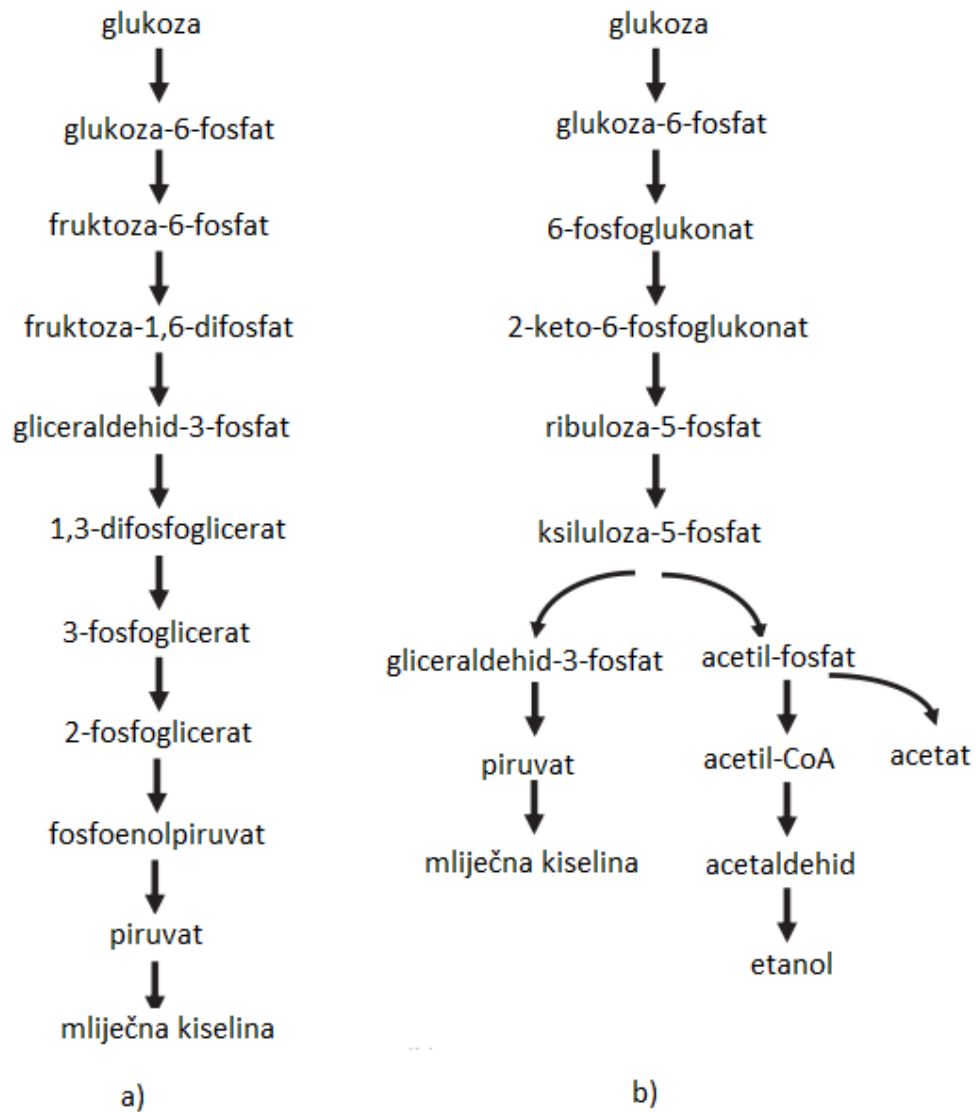 glukoza
glukoza-6-fosfat
fruktoza-6-fosfat
fruktoza-1,6-difosfat
gliceraldehid-3-fosfat
1,3-difosfoglicerat
3-fosfoglicerat
2-fosfoglicerat
fosfoenolpiruvat
piruvat
mliječna kiselina
a)
glukoza
glukoza-6-fosfat
6-fosfoglukonat
2-keto-6-fosfoglukonat
ribuloza-5-fosfat
ksiluloza-5-fosfat
gliceraldehid-3-fosfat
piruvat
mliječna kiselina
acetil-fosfat
acetil-CoA
acetat
acetaldehid
etanol
b)